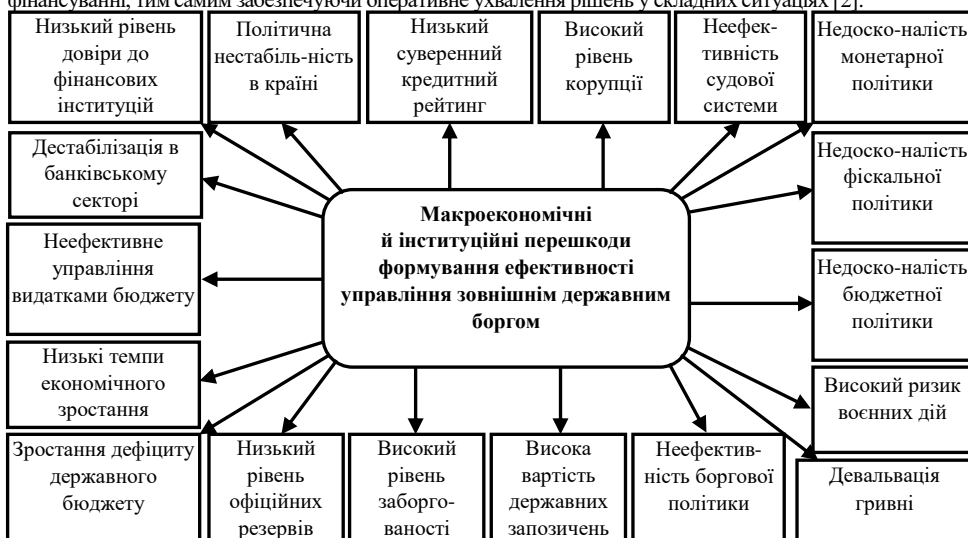 фінансуванні, тим самим забезпечуючи оперативне ухвалення рішень у складних ситуаціях [2].
Низький рівень
довіри до
фінансових
інституцій
Політична
нестабіль-ність
в країні
Низький
суверенний
кредитний
рейтинг
Високий
рівень
корупції
Неефек-
тивність
судової
системи
Недоско-налість
монетарної
політики
Дестабілізація в
банківському
секторі
Недоско-налість
фіскальної
політики
Макроекономічні
й інституційні перешкоди
формування ефективності
управління зовнішнім державним
боргом
Неефективне
управління
видатками бюджету
Недоско-налість
бюджетної
політики
Низькі темпи
економічного
зростання
Високий ризик
воєнних дій
Зростання дефіциту
державного
бюджету
Низький
рівень
офіційних
резервів
Високий
рівень
заборго-
ваності
Висока
вартість
державних
запозичень
Неефектив-
ність боргової
політики
Девальвація
гривні